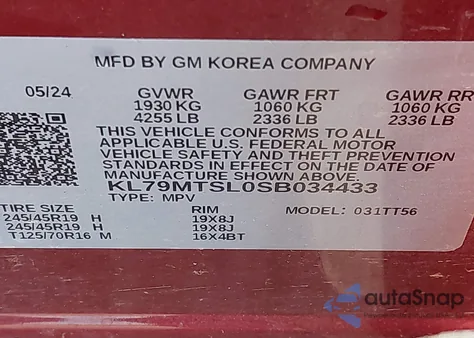 MFD BY GM KOREA COMPANY
05/24 GVWR GAWR FRT GAWR RR
1930 KG 1060 KG 1060 KG
4255 LB 2336 LB 2336 LB
THIS VEHICLE CONFORMS TO ALL
APPLICABLE U.S. FEDERAL MOTOR
VEHICLE SAFETY AND THEFT PREVENTION
STANDARDS IN EFFECT ON THE DATE OF
MANUFACTURE SHOWN ABOVE.
KL79MTSL0SB034433
TYPE: MPV
TIRE SIZE RIM MODEL: 031TT56
245/45R19 H 19X8J
245/45R19 H 19X8J
T125/70R16 M 16X4BT
autoSnap